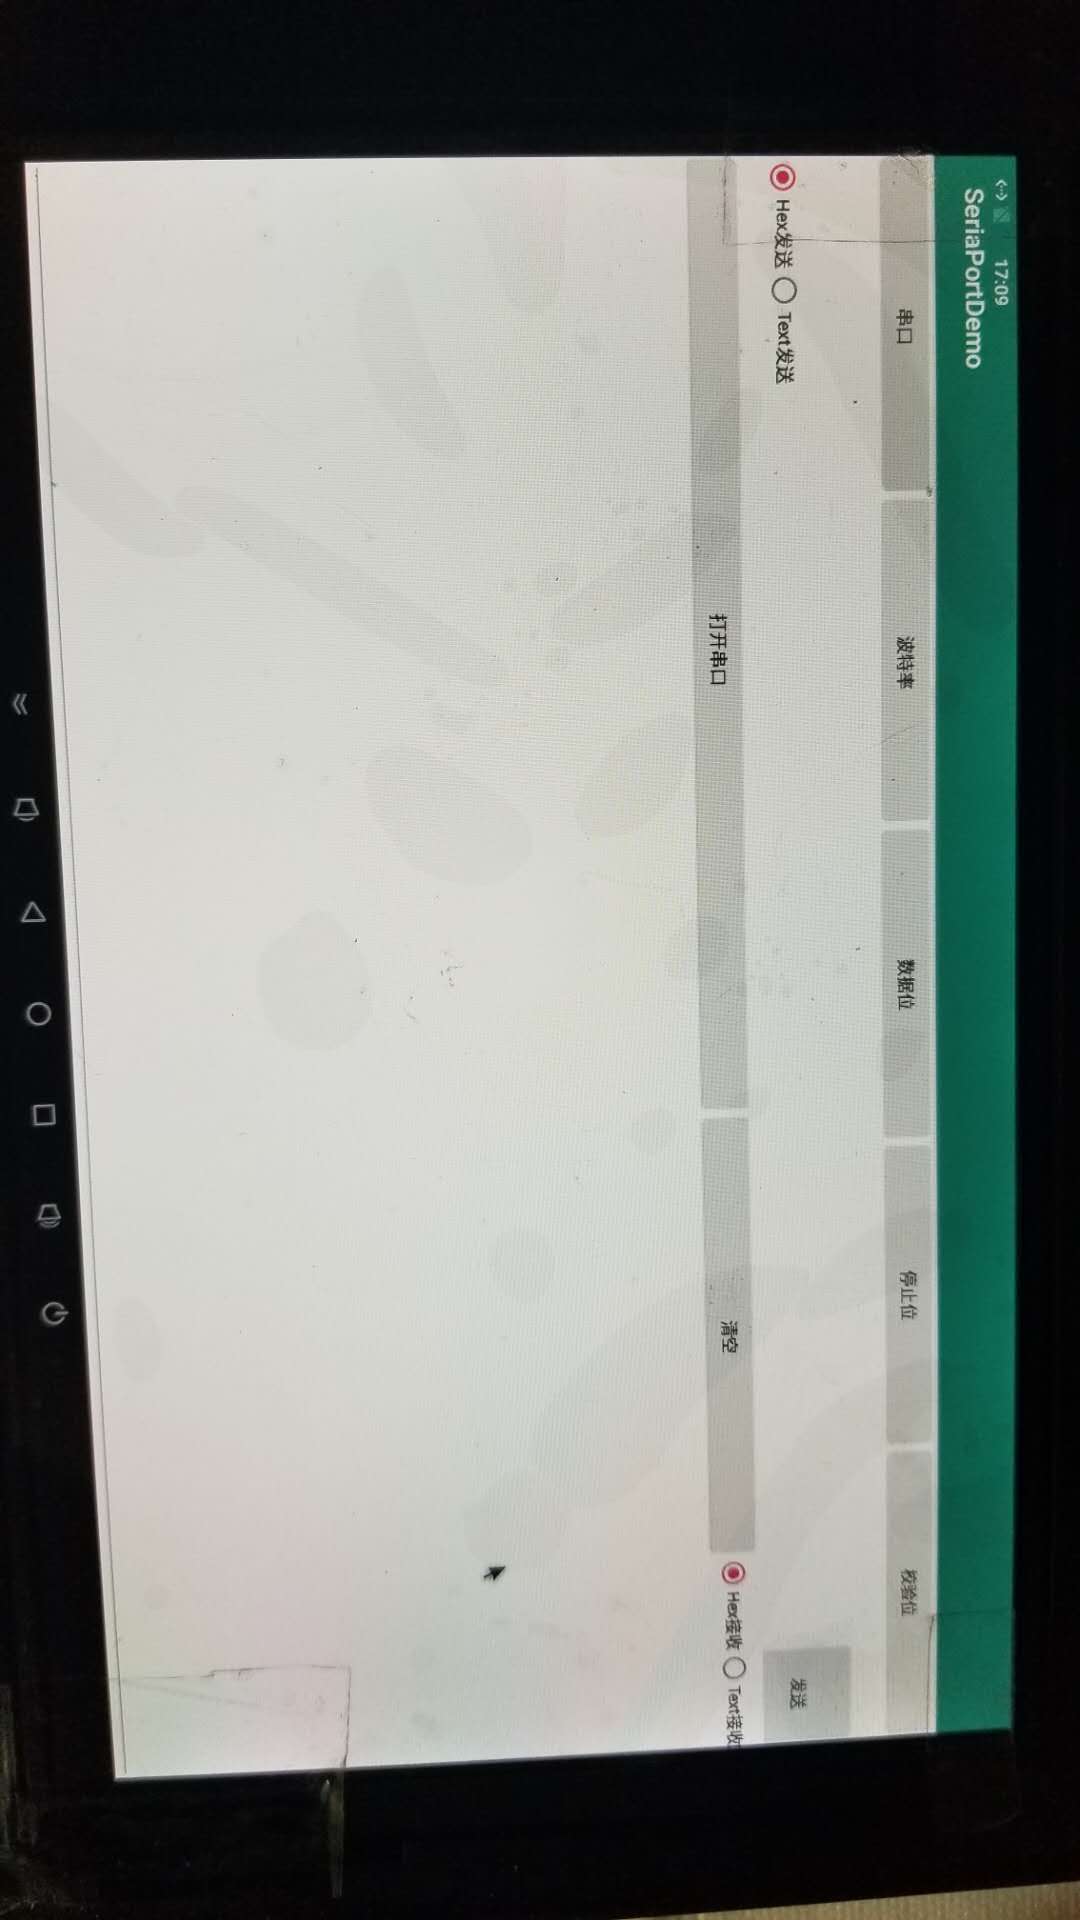 17:09
SeriaPortDemo
串口 波特率 数据位 停止位 校验位
Hex发送 Text发送 发送
打开串口 清空 Hex接收 Text接收